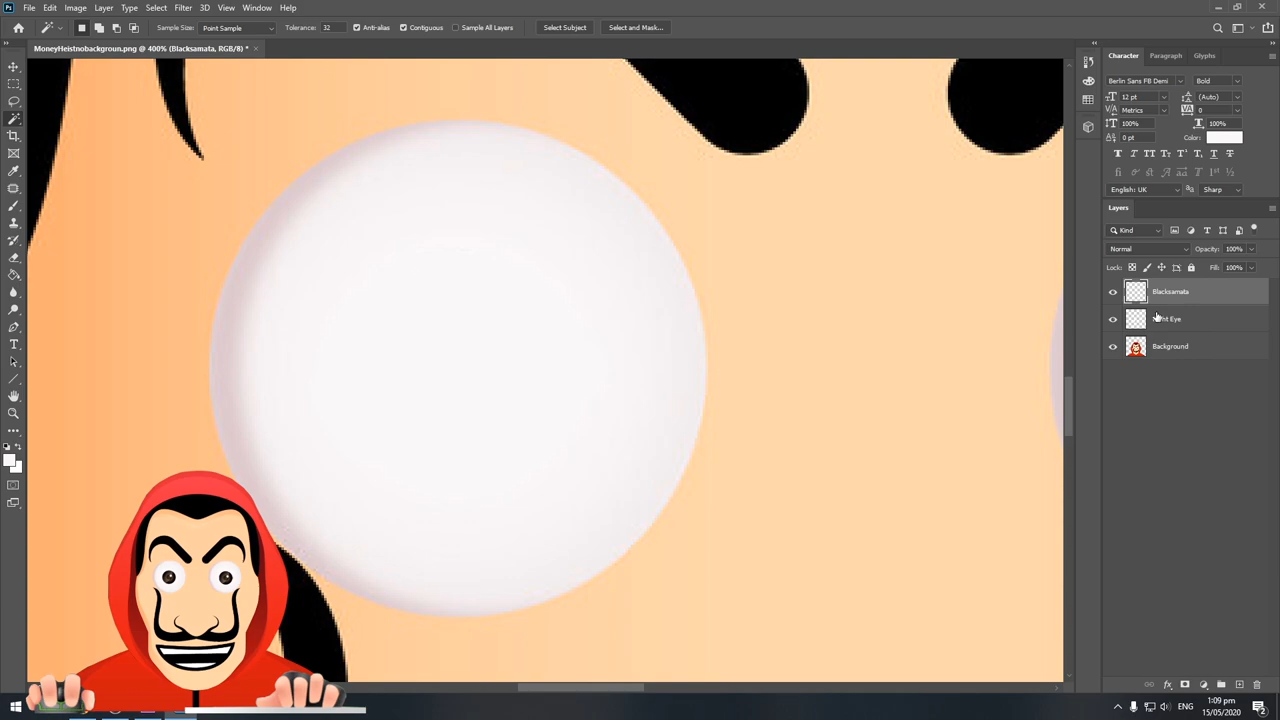 Ps File Edit Image Layer Type Select Filter 3D View Window Help
Sample Size: Point Sample Tolerance: 32 Anti-alias Contiguous Sample All Layers Select Subject Select and Mask...
MoneyHeistnobackgroun.png @ 400% (Blacksamata, RGB/8) * ×
Character Paragraph Glyphs
Berlin Sans FB Demi Bold
12 pt (Auto)
Metrics 0
100% 100%
0 pt Color:
English: UK Sharp
Layers
Kind
Normal Opacity: 100%
Lock: Fill: 100%
Blacksamata
Eye
Background
ENG
1:09 pm
15/05/2020